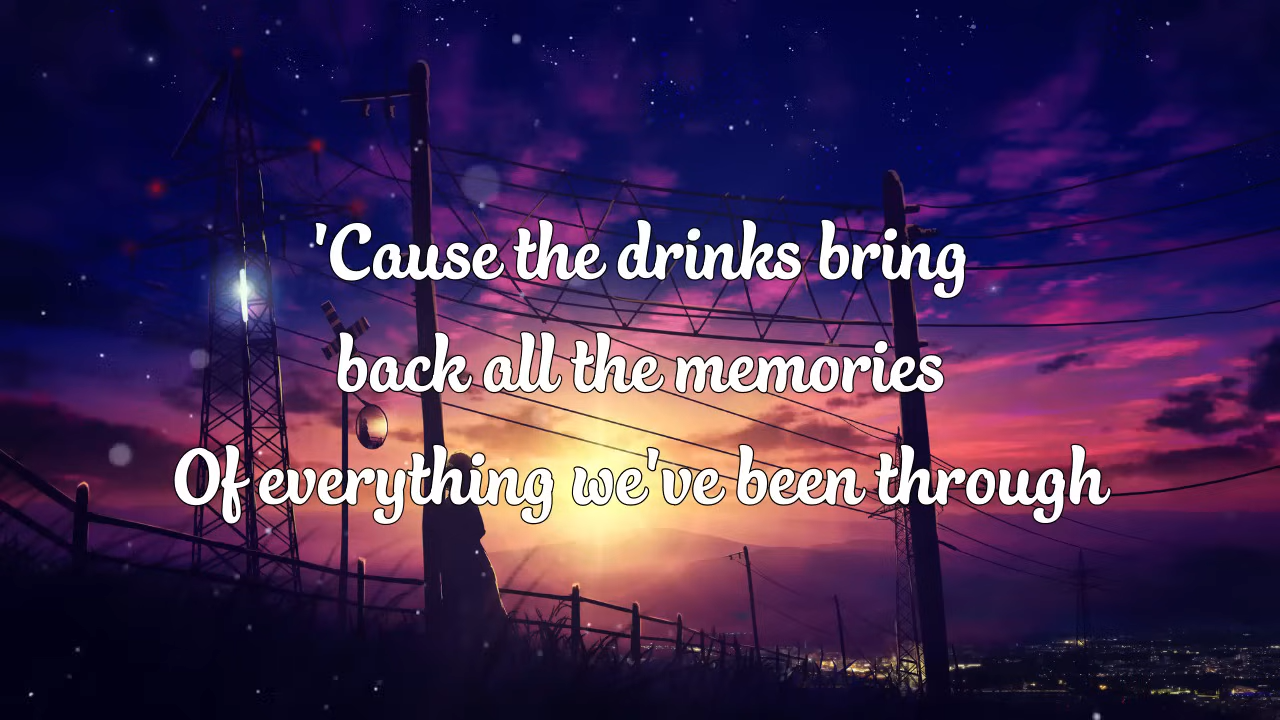 'Cause the drinks bring
back all the memories
Of everything we've been through